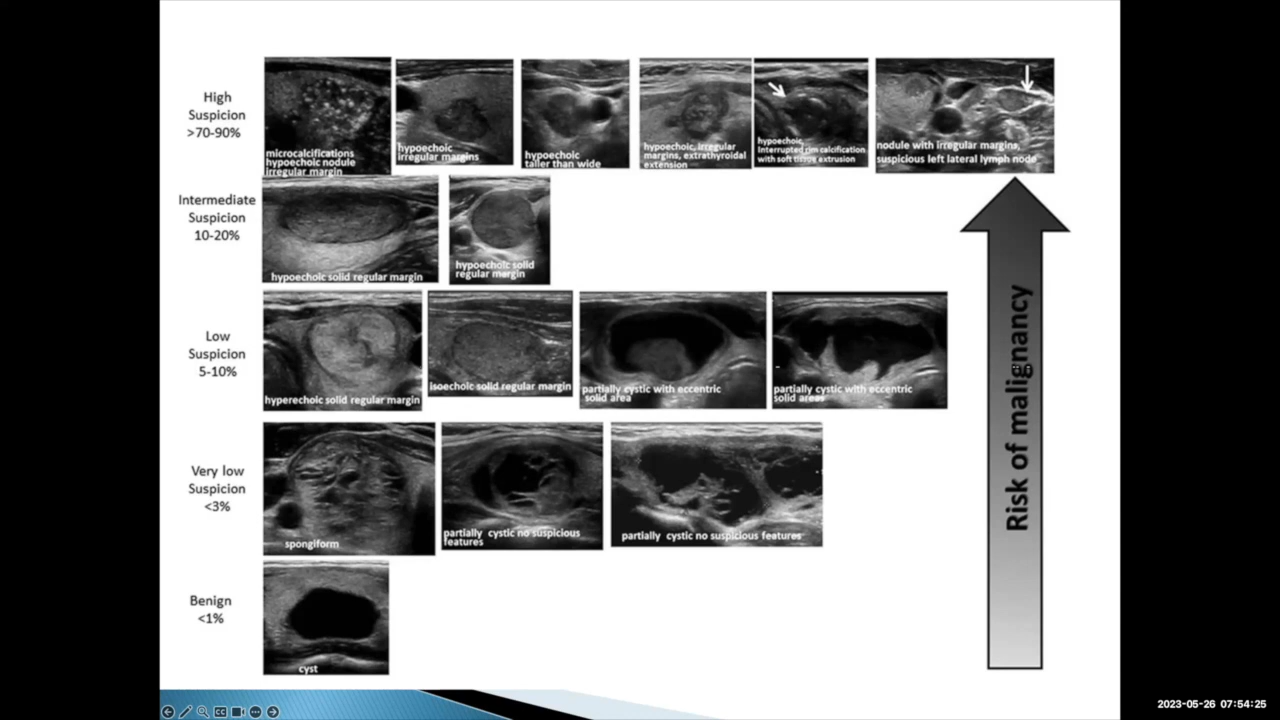 High
Suspicion
>70-90%
microcalcifications
hypoechoic nodule
irregular margin
hypoechoic
irregular margins
hypoechoic
taller than wide
hypoechoic, irregular
margins, extrathyroidal
extension
hypoechoic,
Interrupted rim calcification
with soft tissue extrusion
nodule with irregular margins,
suspicious left lateral lymph node
Intermediate
Suspicion
10-20%
hypoechoic solid regular margin
hypoechoic solid
regular margin
Low
Suspicion
5-10%
hyperechoic solid regular margin
isoechoic solid regular margin
partially cystic with eccentric
solid area
partially cystic with eccentric
solid areas
Very low
Suspicion
<3%
spongiform
partially cystic no suspicious
features
partially cystic no suspicious features
Benign
<1%
cyst
Risk of malignancy
CC
2023-05-26 07:54:25